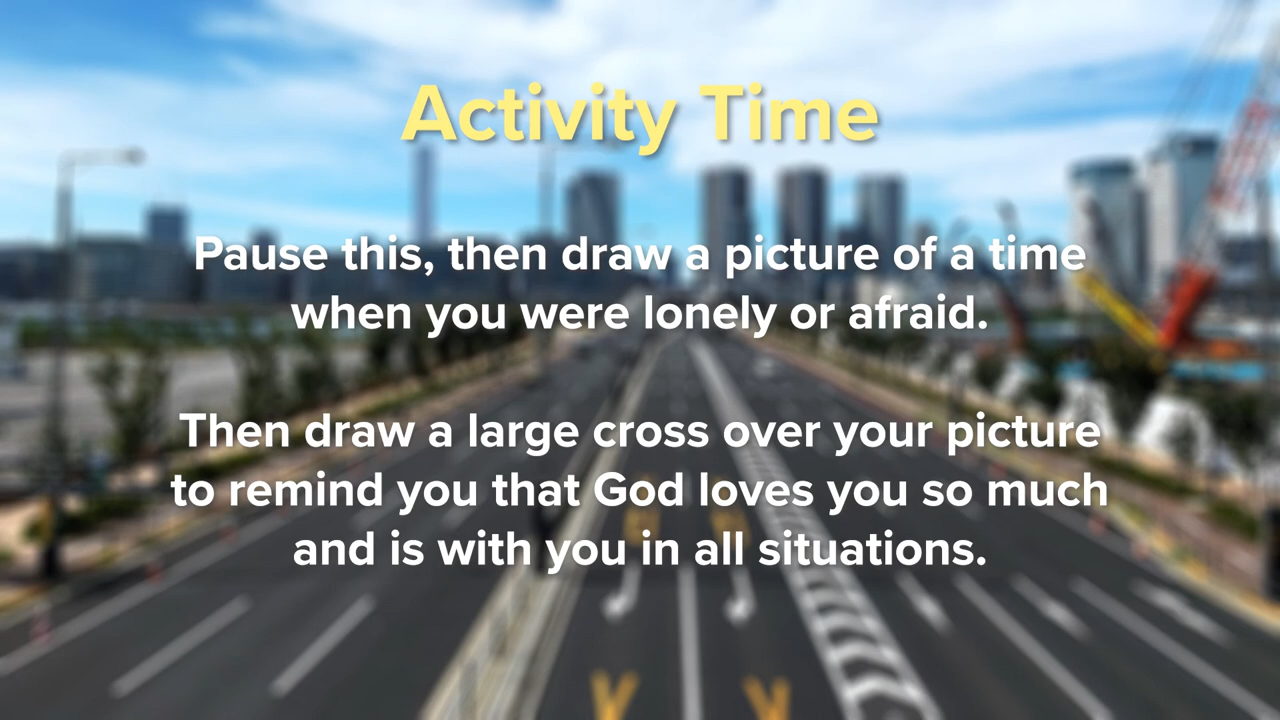 Activity Time
Pause this, then draw a picture of a time
when you were lonely or afraid.
Then draw a large cross over your picture
to remind you that God loves you so much
and is with you in all situations.